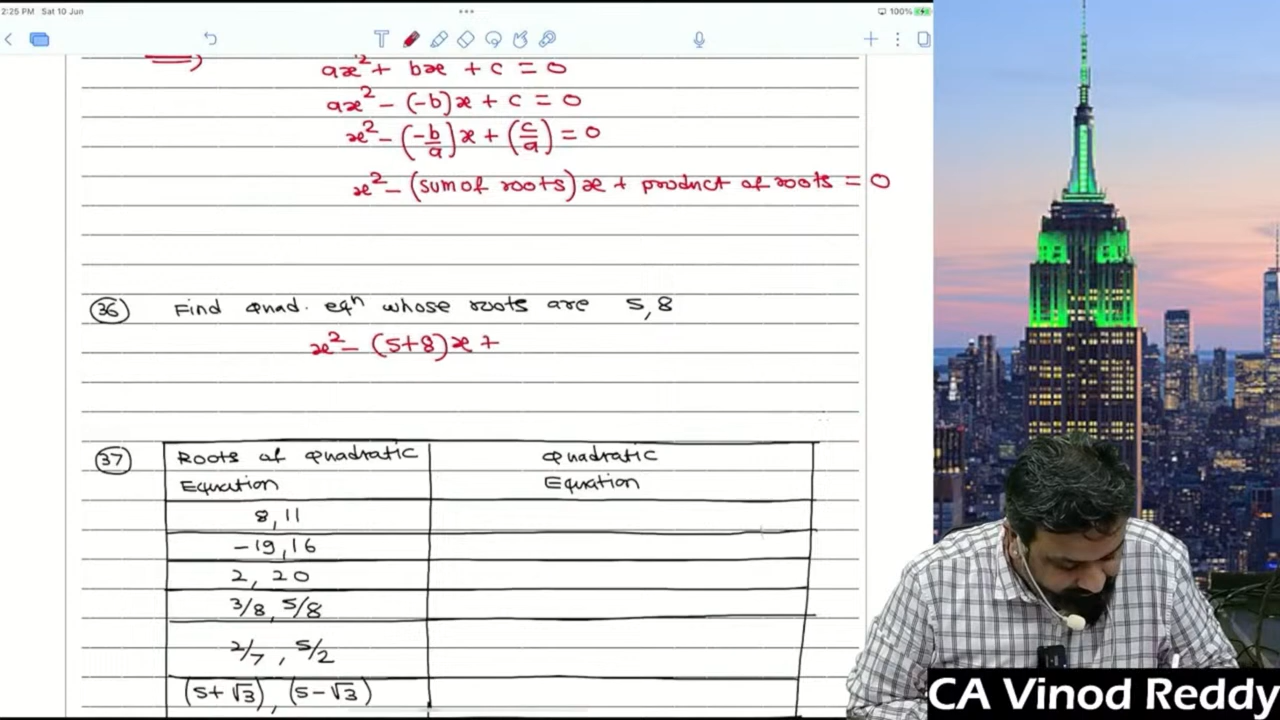 2:25 PM Sat 10 Jun
100%
T
ax² + bx + c = 0
ax² - (-b)x + c = 0
x² - (-b/a)x + (c/a) = 0
x² - (sum of roots)x + product of roots = 0
36 Find quad. eqn whose roots are 5,8
x² - (5+8)x +
37 Roots of quadratic Equation
Quadratic Equation
8, 11
-19, 16
2, 20
3/8, 5/8
2/7, 5/2
(5+√3), (5-√3)
CA Vinod Reddy